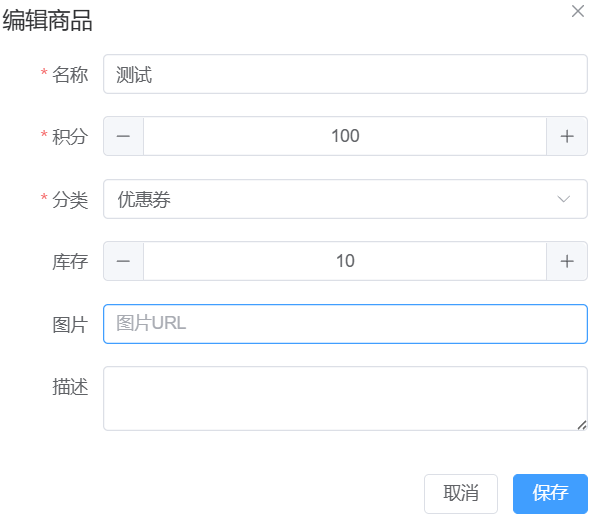 编辑商品
* 名称 测试
* 积分 100
* 分类 优惠券
库存 10
图片 图片URL
描述
取消 保存